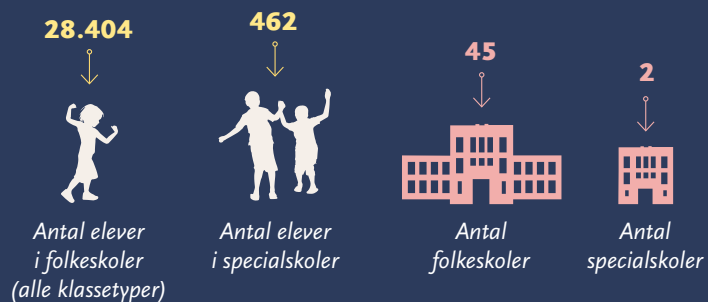 28.404
Antal elever
i folkeskoler
(alle klassetyper)
462
Antal elever
i specialskoler
45
Antal
folkeskoler
2
Antal
specialskoler